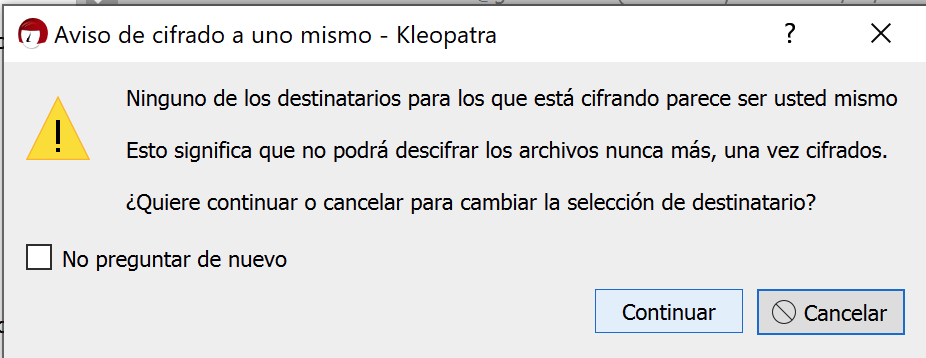 Aviso de cifrado a uno mismo - Kleopatra
?
Ninguno de los destinatarios para los que está cifrando parece ser usted mismo
Esto significa que no podrá descifrar los archivos nunca más, una vez cifrados.
¿Quiere continuar o cancelar para cambiar la selección de destinatario?
No preguntar de nuevo
Continuar
Cancelar